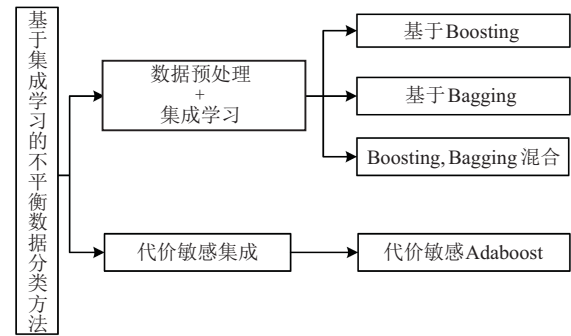 基于集成学习的不平衡数据分类方法
数据预处理
+
集成学习
基于Boosting
基于Bagging
Boosting, Bagging 混合
代价敏感集成
代价敏感Adaboost